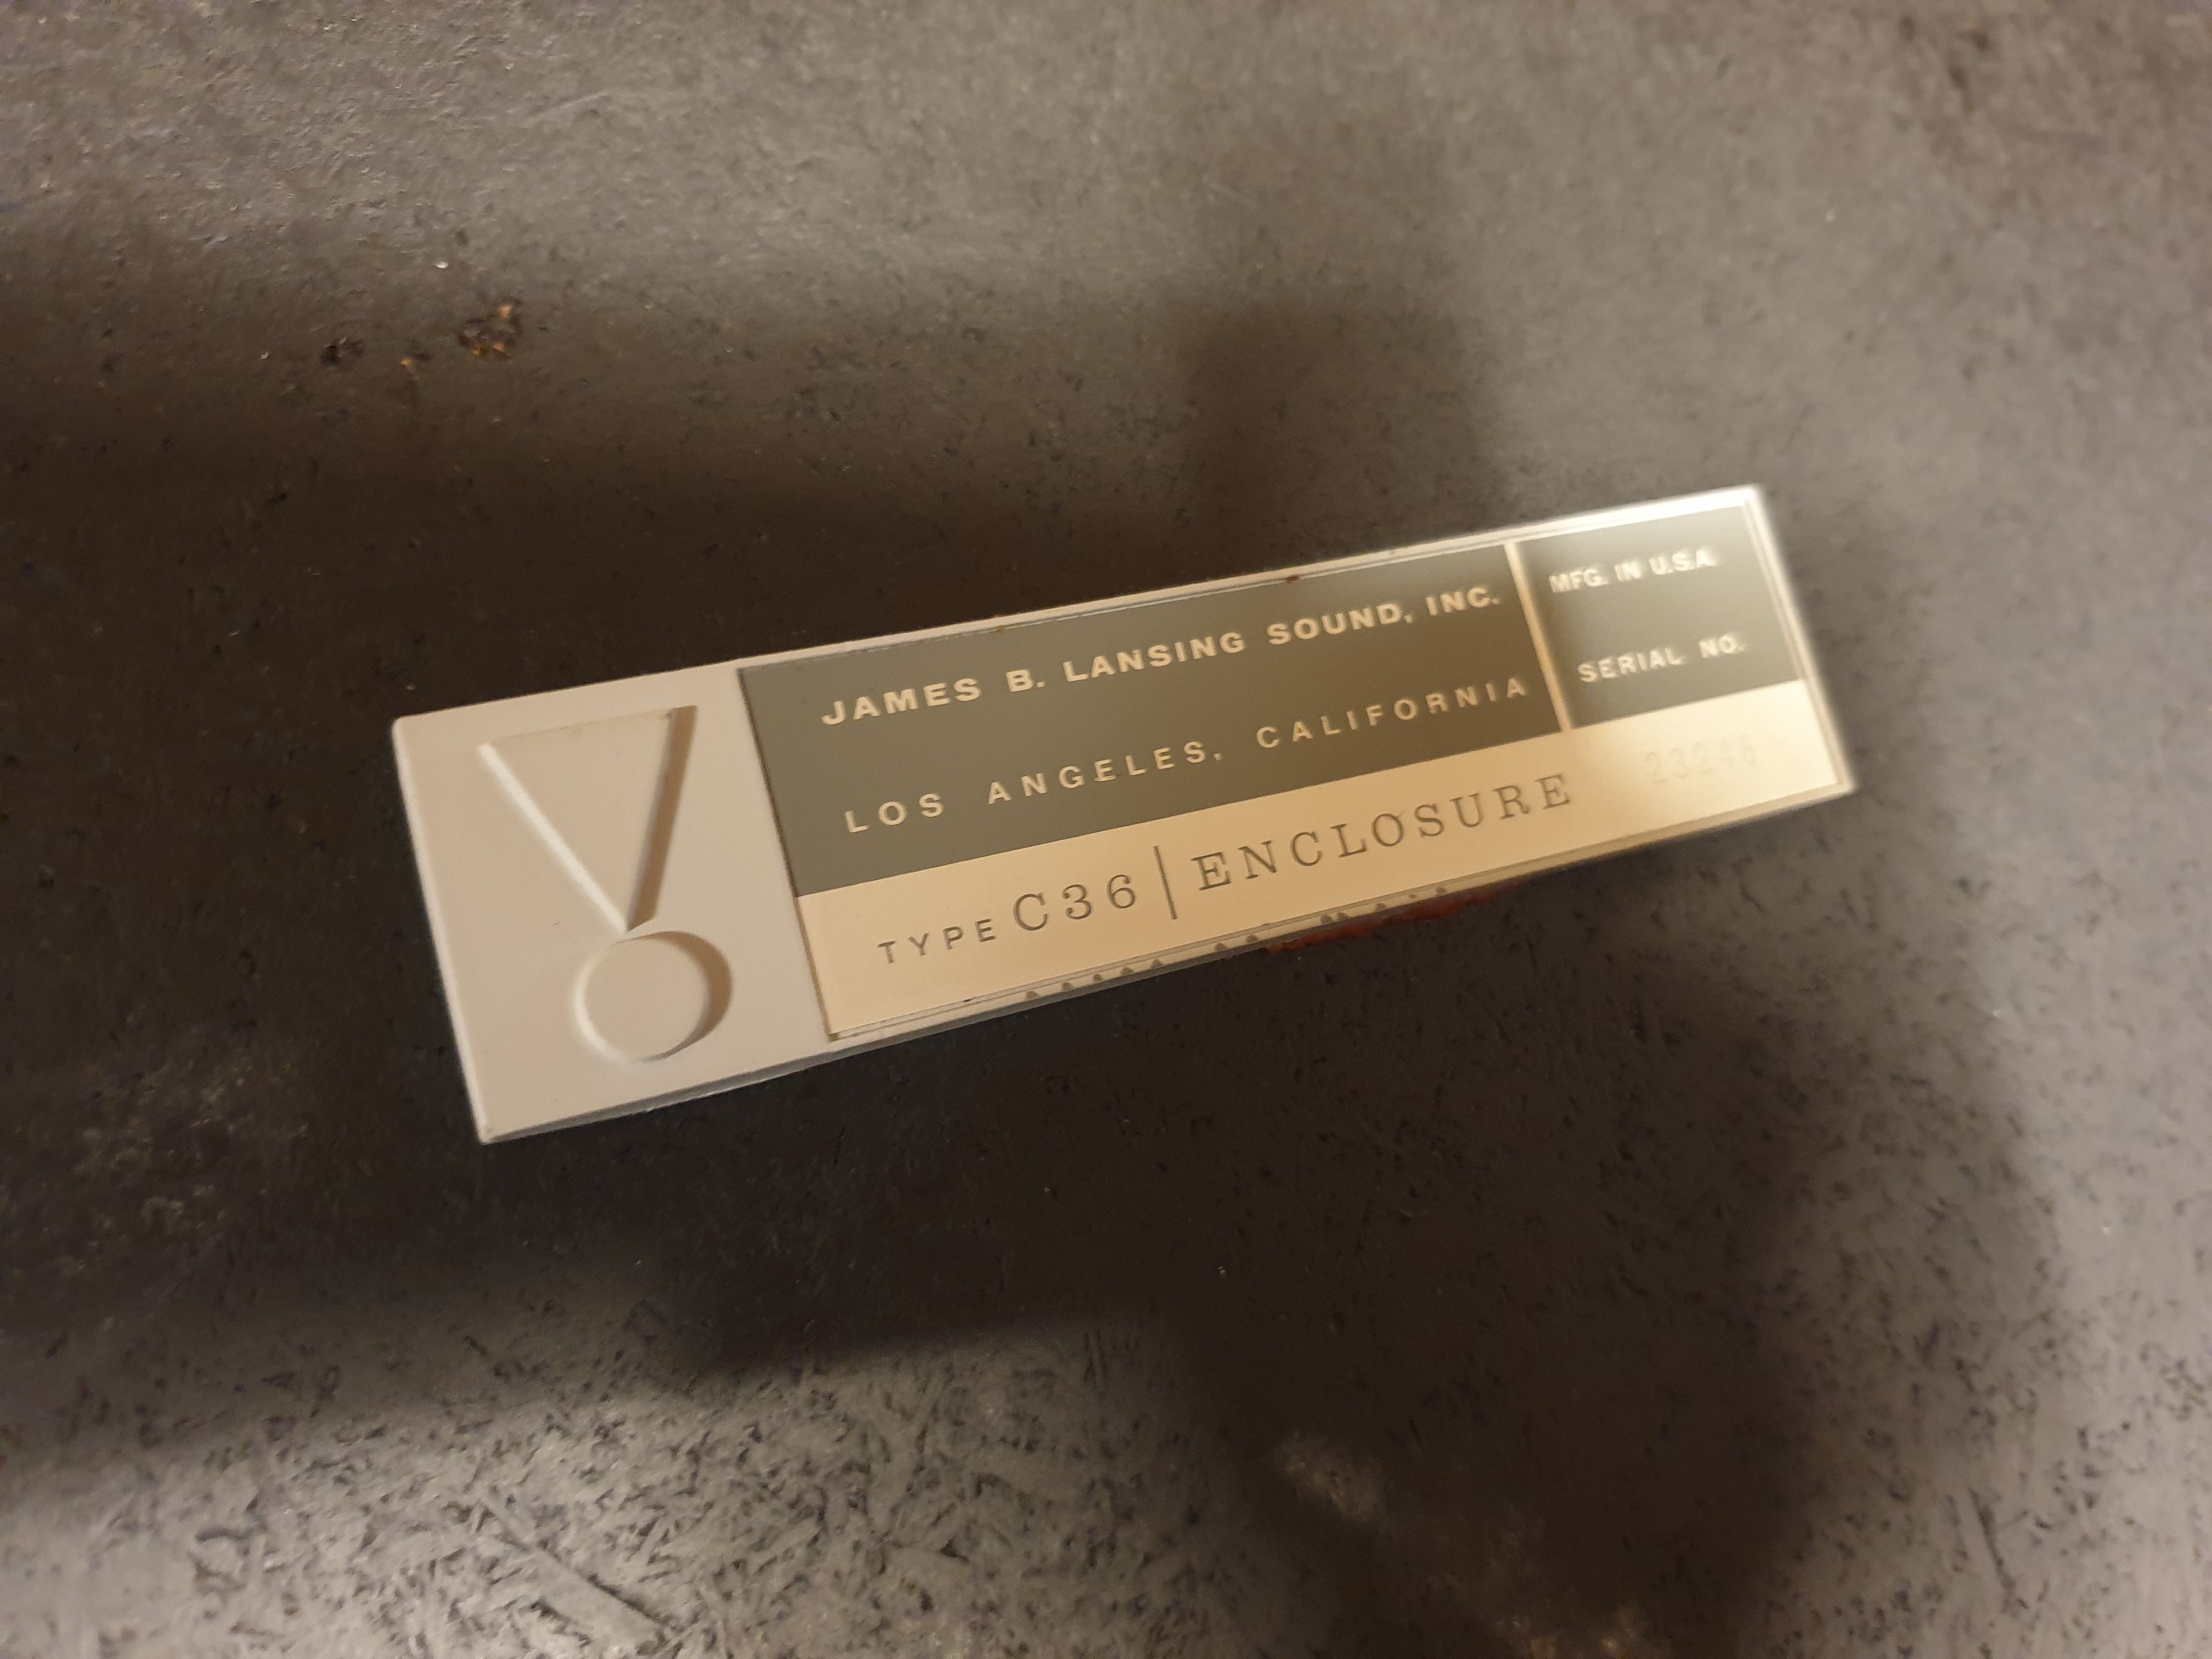 JAMES B. LANSING SOUND, INC.
LOS ANGELES, CALIFORNIA
MFG. IN U.S.A.
SERIAL NO.
TYPE C36 | ENCLOSURE